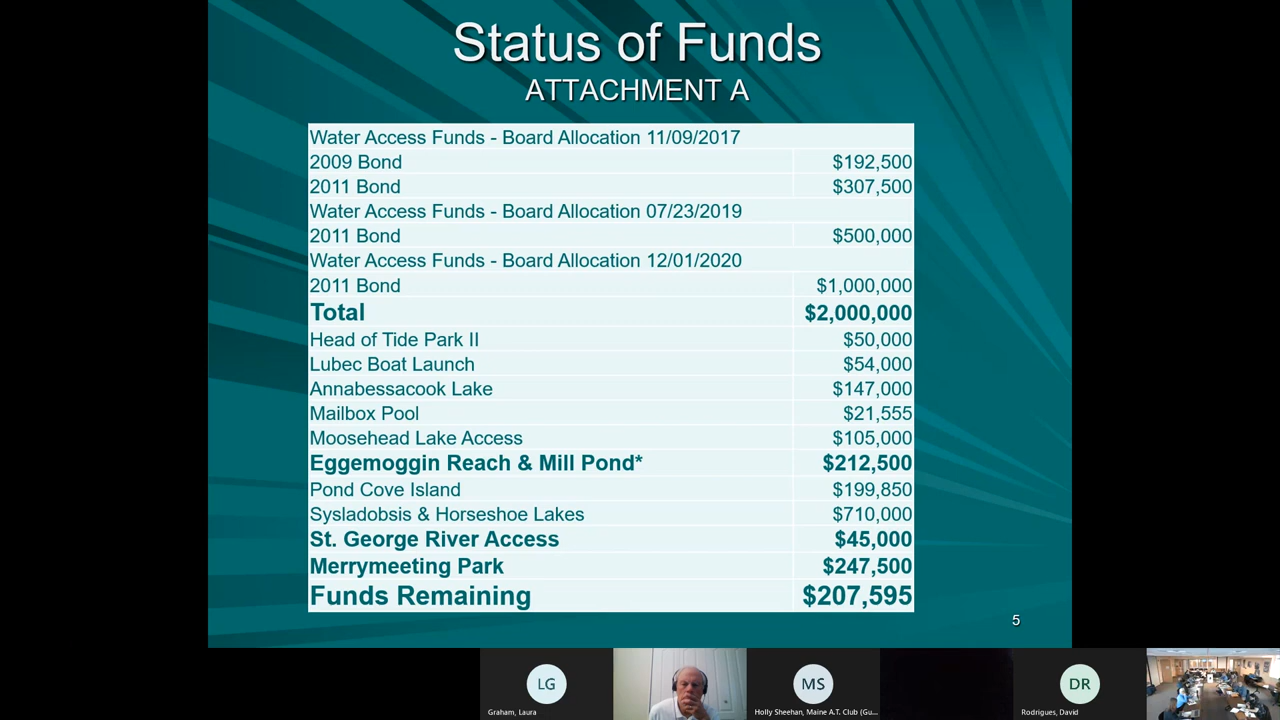 Status of Funds
ATTACHMENT A
Water Access Funds - Board Allocation 11/09/2017
2009 Bond $192,500
2011 Bond $307,500
Water Access Funds - Board Allocation 07/23/2019
2011 Bond $500,000
Water Access Funds - Board Allocation 12/01/2020
2011 Bond $1,000,000
Total $2,000,000
Head of Tide Park II $50,000
Lubec Boat Launch $54,000
Annabessacook Lake $147,000
Mailbox Pool $21,555
Moosehead Lake Access $105,000
Eggemoggin Reach & Mill Pond* $212,500
Pond Cove Island $199,850
Sysladobsis & Horseshoe Lakes $710,000
St. George River Access $45,000
Merrymeeting Park $247,500
Funds Remaining $207,595
5
LG
MS
DR
Graham, Laura
Holly Sheehan, Maine A.T. Club (Gu...
Rodrigues, David